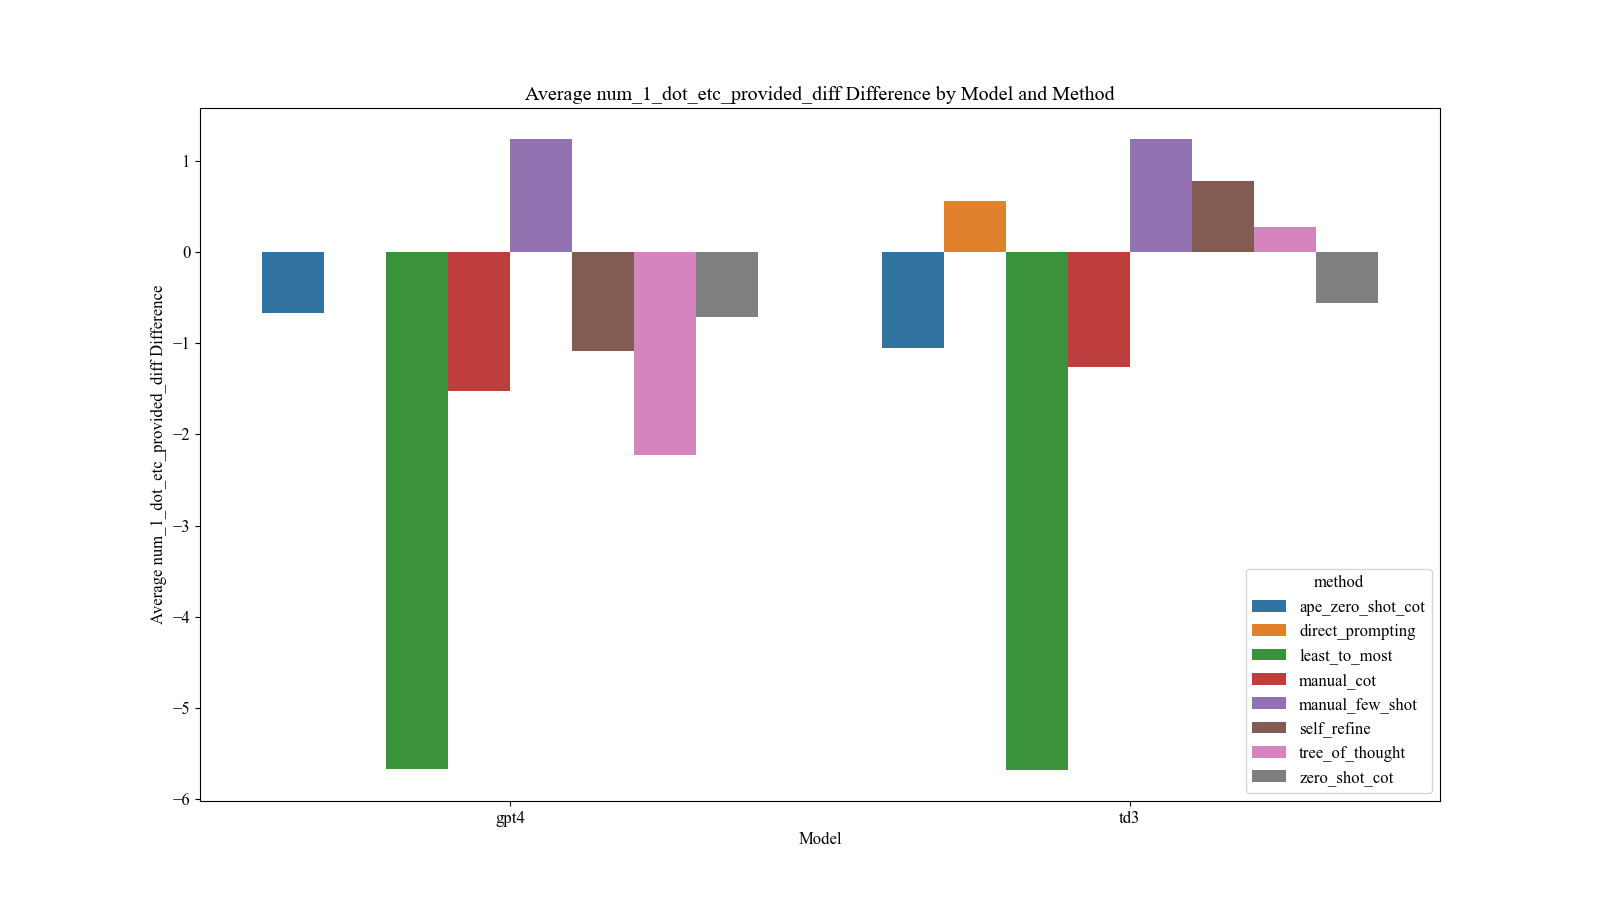 Average num_1_dot_etc_provided_diff Difference by Model and Method
Average num_1_dot_etc_provided_diff Difference
1
0
−1
−2
−3
−4
−5
−6
gpt4
td3
Model
method
ape_zero_shot_cot
direct_prompting
least_to_most
manual_cot
manual_few_shot
self_refine
tree_of_thought
zero_shot_cot